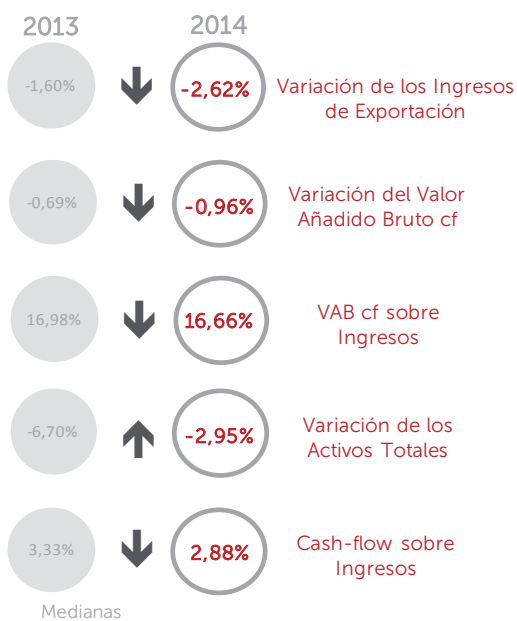 2013 2014
-1,60% -2,62% Variación de los Ingresos
de Exportación
-0,69% -0,96% Variación del Valor
Añadido Bruto cf
16,98% 16,66% VAB cf sobre
Ingresos
-6,70% -2,95% Variación de los
Activos Totales
3,33% 2,88% Cash-flow sobre
Ingresos
Medianas